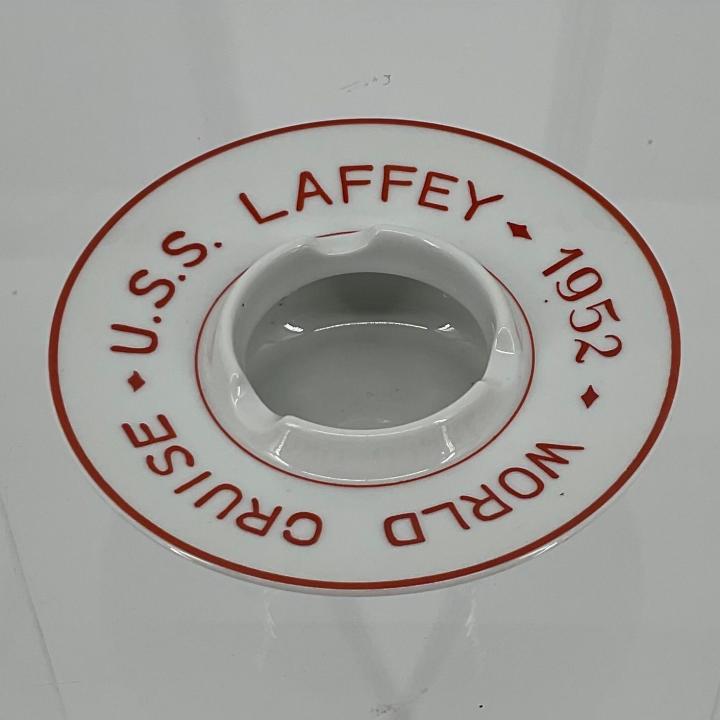 U.S.S. LAFFEY ♦ 1952 ♦ WORLD CRUISE ♦